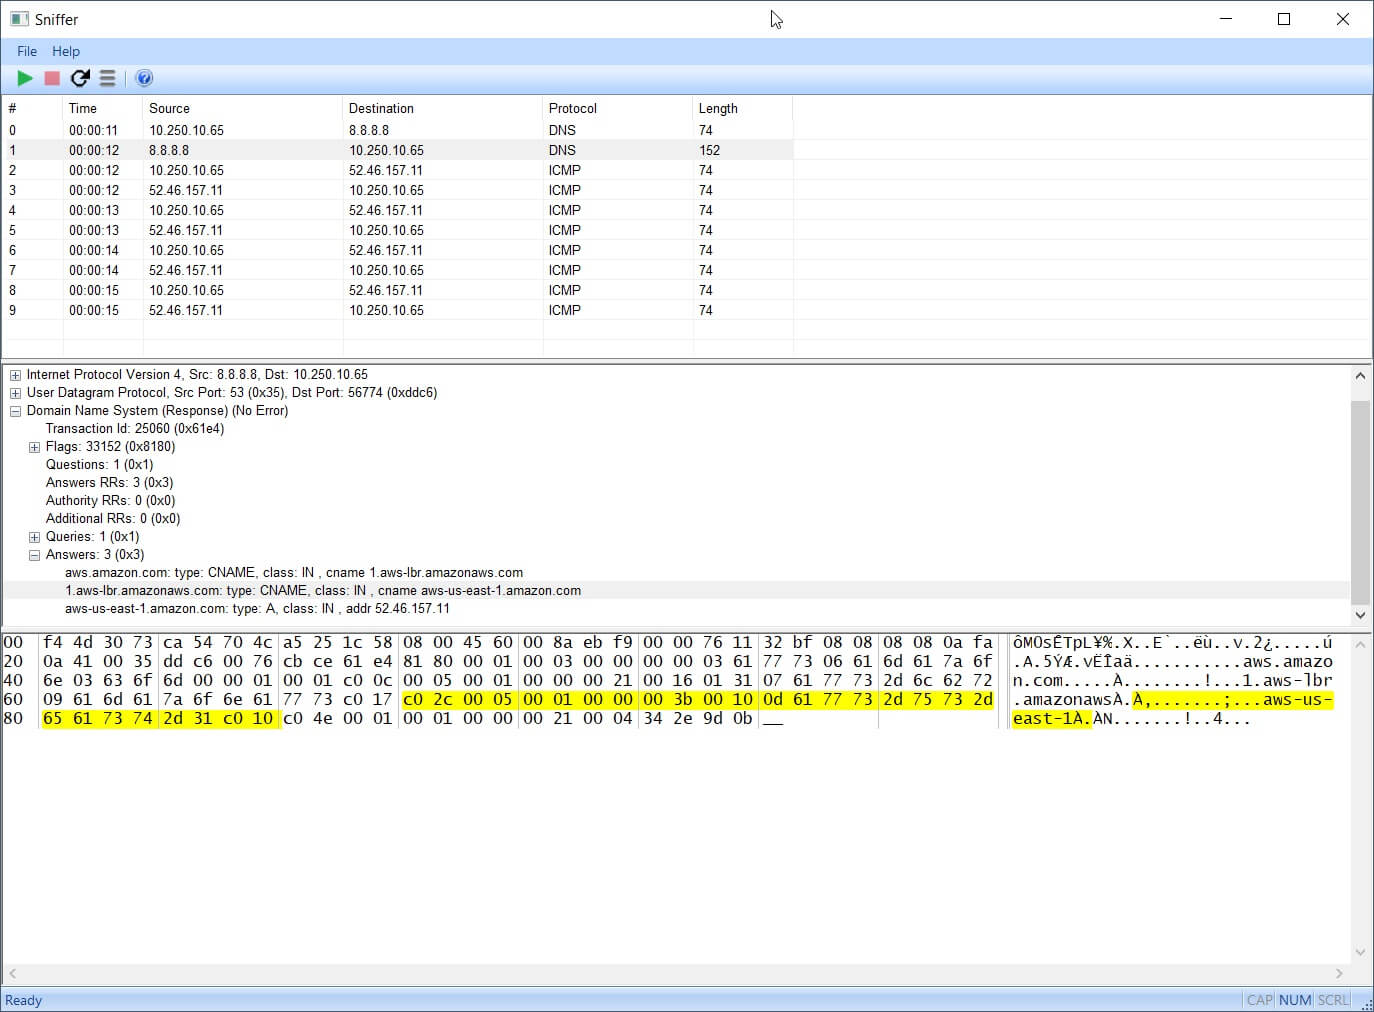 Sniffer
File Help
# Time Source Destination Protocol Length
0 00:00:11 10.250.10.65 8.8.8.8 DNS 74
1 00:00:12 8.8.8.8 10.250.10.65 DNS 152
2 00:00:12 10.250.10.65 52.46.157.11 ICMP 74
3 00:00:12 52.46.157.11 10.250.10.65 ICMP 74
4 00:00:13 10.250.10.65 52.46.157.11 ICMP 74
5 00:00:13 52.46.157.11 10.250.10.65 ICMP 74
6 00:00:14 10.250.10.65 52.46.157.11 ICMP 74
7 00:00:14 52.46.157.11 10.250.10.65 ICMP 74
8 00:00:15 10.250.10.65 52.46.157.11 ICMP 74
9 00:00:15 52.46.157.11 10.250.10.65 ICMP 74
Internet Protocol Version 4, Src: 8.8.8.8, Dst: 10.250.10.65
User Datagram Protocol, Src Port: 53 (0x35), Dst Port: 56774 (0xddc6)
Domain Name System (Response) (No Error)
Transaction Id: 25060 (0x61e4)
Flags: 33152 (0x8180)
Questions: 1 (0x1)
Answers RRs: 3 (0x3)
Authority RRs: 0 (0x0)
Additional RRs: 0 (0x0)
Queries: 1 (0x1)
Answers: 3 (0x3)
aws.amazon.com: type: CNAME, class: IN , cname 1.aws-lbr.amazonaws.com
1.aws-lbr.amazonaws.com: type: CNAME, class: IN , cname aws-us-east-1.amazon.com
aws-us-east-1.amazon.com: type: A, class: IN , addr 52.46.157.11
00 f4 4d 30 73 ca 54 70 4c a5 25 1c 58 08 00 45 60 00 8a eb f9 00 00 76 11 32 bf 08 08 08 08 0a fa ôM0sÊTpL¥%.X..E`..ëù..v.2¿.....ú
20 0a 41 00 35 dd c6 00 76 cb ce 61 e4 81 80 00 01 00 03 00 00 00 00 03 61 77 73 06 61 6d 61 7a 6f .A.5ÝÆ.vËÎaä...........aws.amazo
40 6e 03 63 6f 6d 00 00 01 00 01 c0 0c 00 05 00 01 00 00 00 21 00 16 01 31 07 61 77 73 2d 6c 62 72 n.com.....À........!...1.aws-lbr
60 09 61 6d 61 7a 6f 6e 61 77 73 c0 17 c0 2c 00 05 00 01 00 00 00 3b 00 10 0d 61 77 73 2d 75 73 2d .amazonawsÀ.À,.......;...aws-us-
80 65 61 73 74 2d 31 c0 10 c0 4e 00 01 00 01 00 00 00 21 00 04 34 2e 9d 0b __ east-1À.ÀN.......!..4...
Ready CAP NUM SCRL